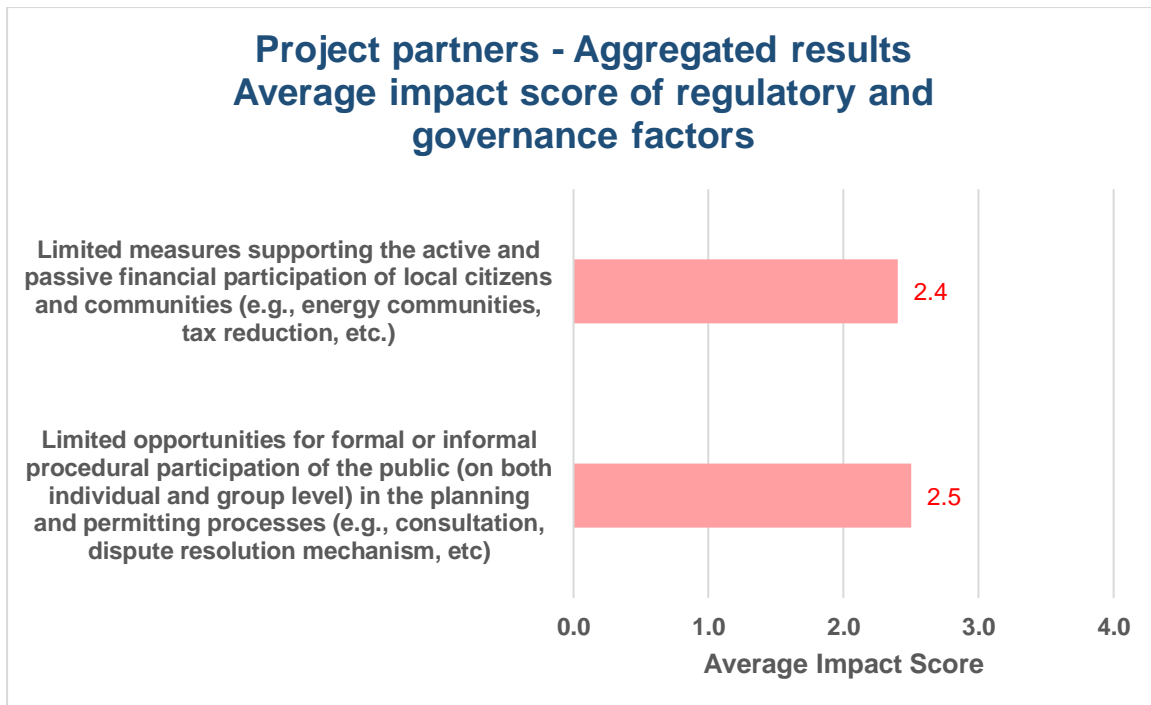 Project partners - Aggregated results
Average impact score of regulatory and
governance factors
Limited measures supporting the active and
passive financial participation of local citizens
and communities (e.g., energy communities,
tax reduction, etc.)
2.4
Limited opportunities for formal or informal
procedural participation of the public (on both
individual and group level) in the planning
and permitting processes (e.g., consultation,
dispute resolution mechanism, etc)
2.5
0.0 1.0 2.0 3.0 4.0
Average Impact Score